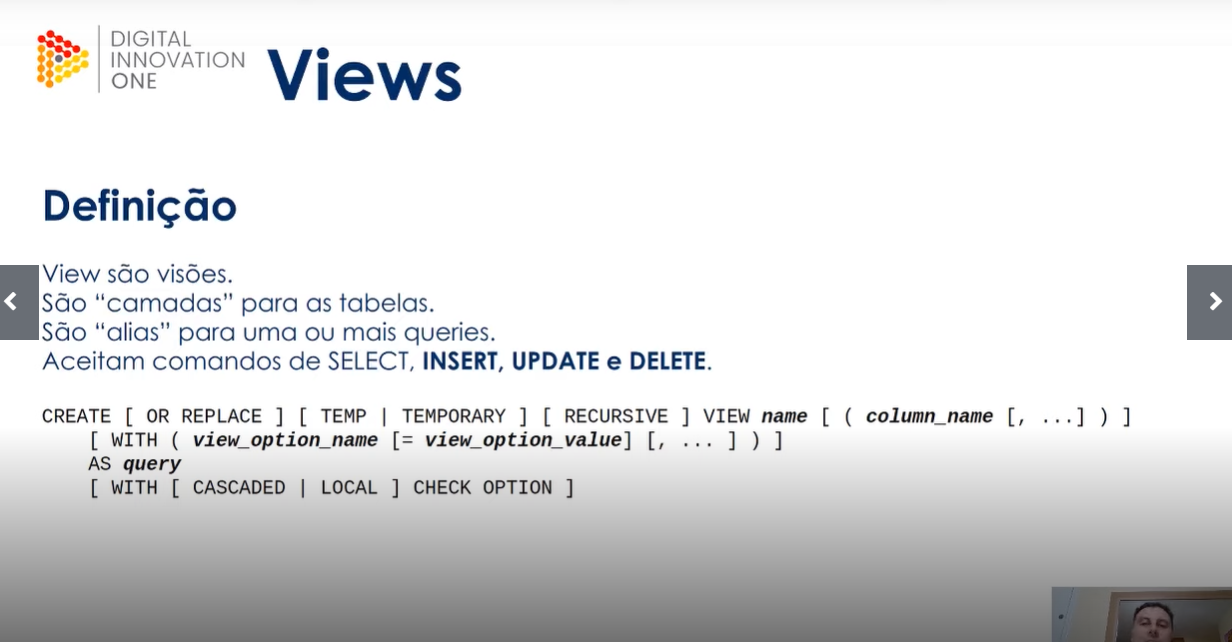 DIGITAL
INNOVATION
ONE
Views
Definição
View são visões.
São “camadas” para as tabelas.
São “alias” para uma ou mais queries.
Aceitam comandos de SELECT, INSERT, UPDATE e DELETE.
CREATE [ OR REPLACE ] [ TEMP | TEMPORARY ] [ RECURSIVE ] VIEW name [ ( column_name [, ...] ) ]
[ WITH ( view_option_name [= view_option_value] [, ... ] ) ]
AS query
[ WITH [ CASCADED | LOCAL ] CHECK OPTION ]